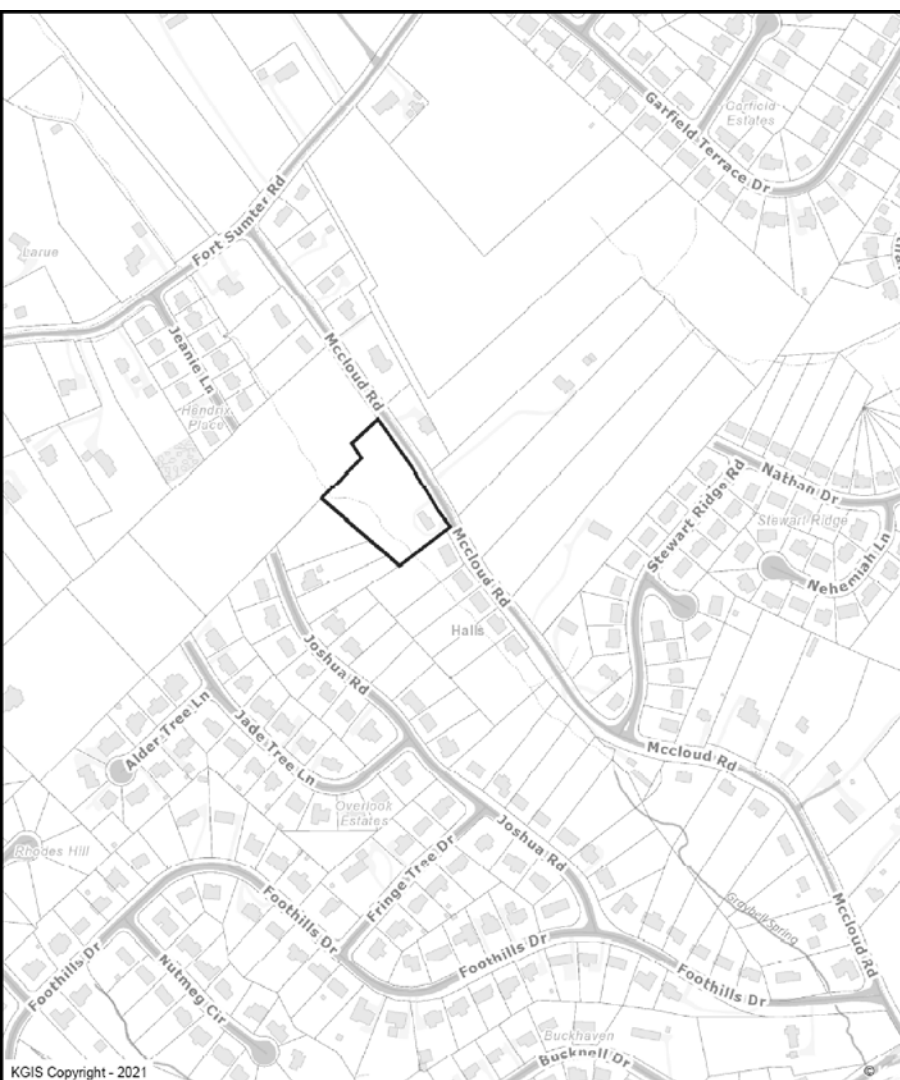 Garfield
Estates
Garfield Terrace Dr
Fort Sumter Rd
Larue
Jeanie Ln
Mccloud Rd
Hendrix
Place
Nathan Dr
Stewart Ridge Rd
Stewart Ridge
Nehemiah Ln
Mccloud Rd
Halls
Joshua Rd
Alder Tree Ln
Jade Tree Ln
Mccloud Rd
Overlook
Estates
Rhodes Hill
Joshua Rd
Fringe Tree Dr
Foothills Dr
Graybell Spring
Mccloud Rd
Foothills Dr
Nutmeg Cir
Foothills Dr
Foothills Dr
Buckhaven
Bucknell Dr
KGIS Copyright - 2021
©